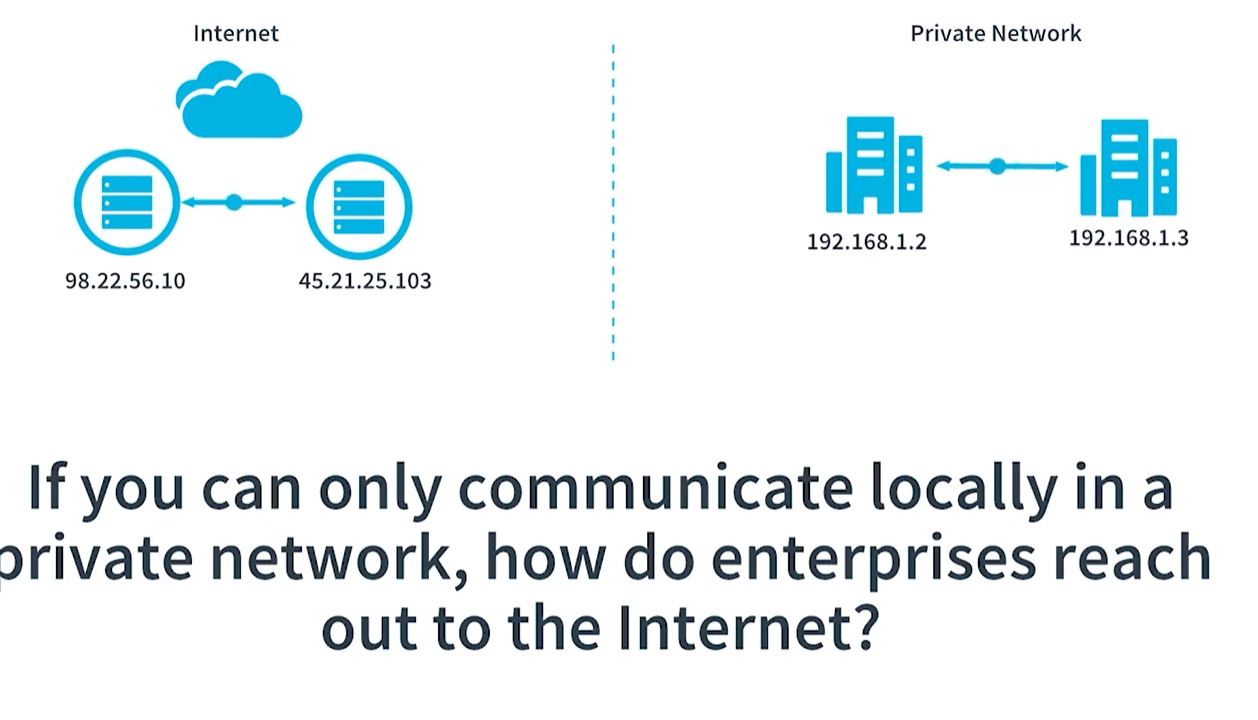 Internet
Private Network
98.22.56.10
45.21.25.103
192.168.1.2
192.168.1.3
If you can only communicate locally in a
private network, how do enterprises reach
out to the Internet?